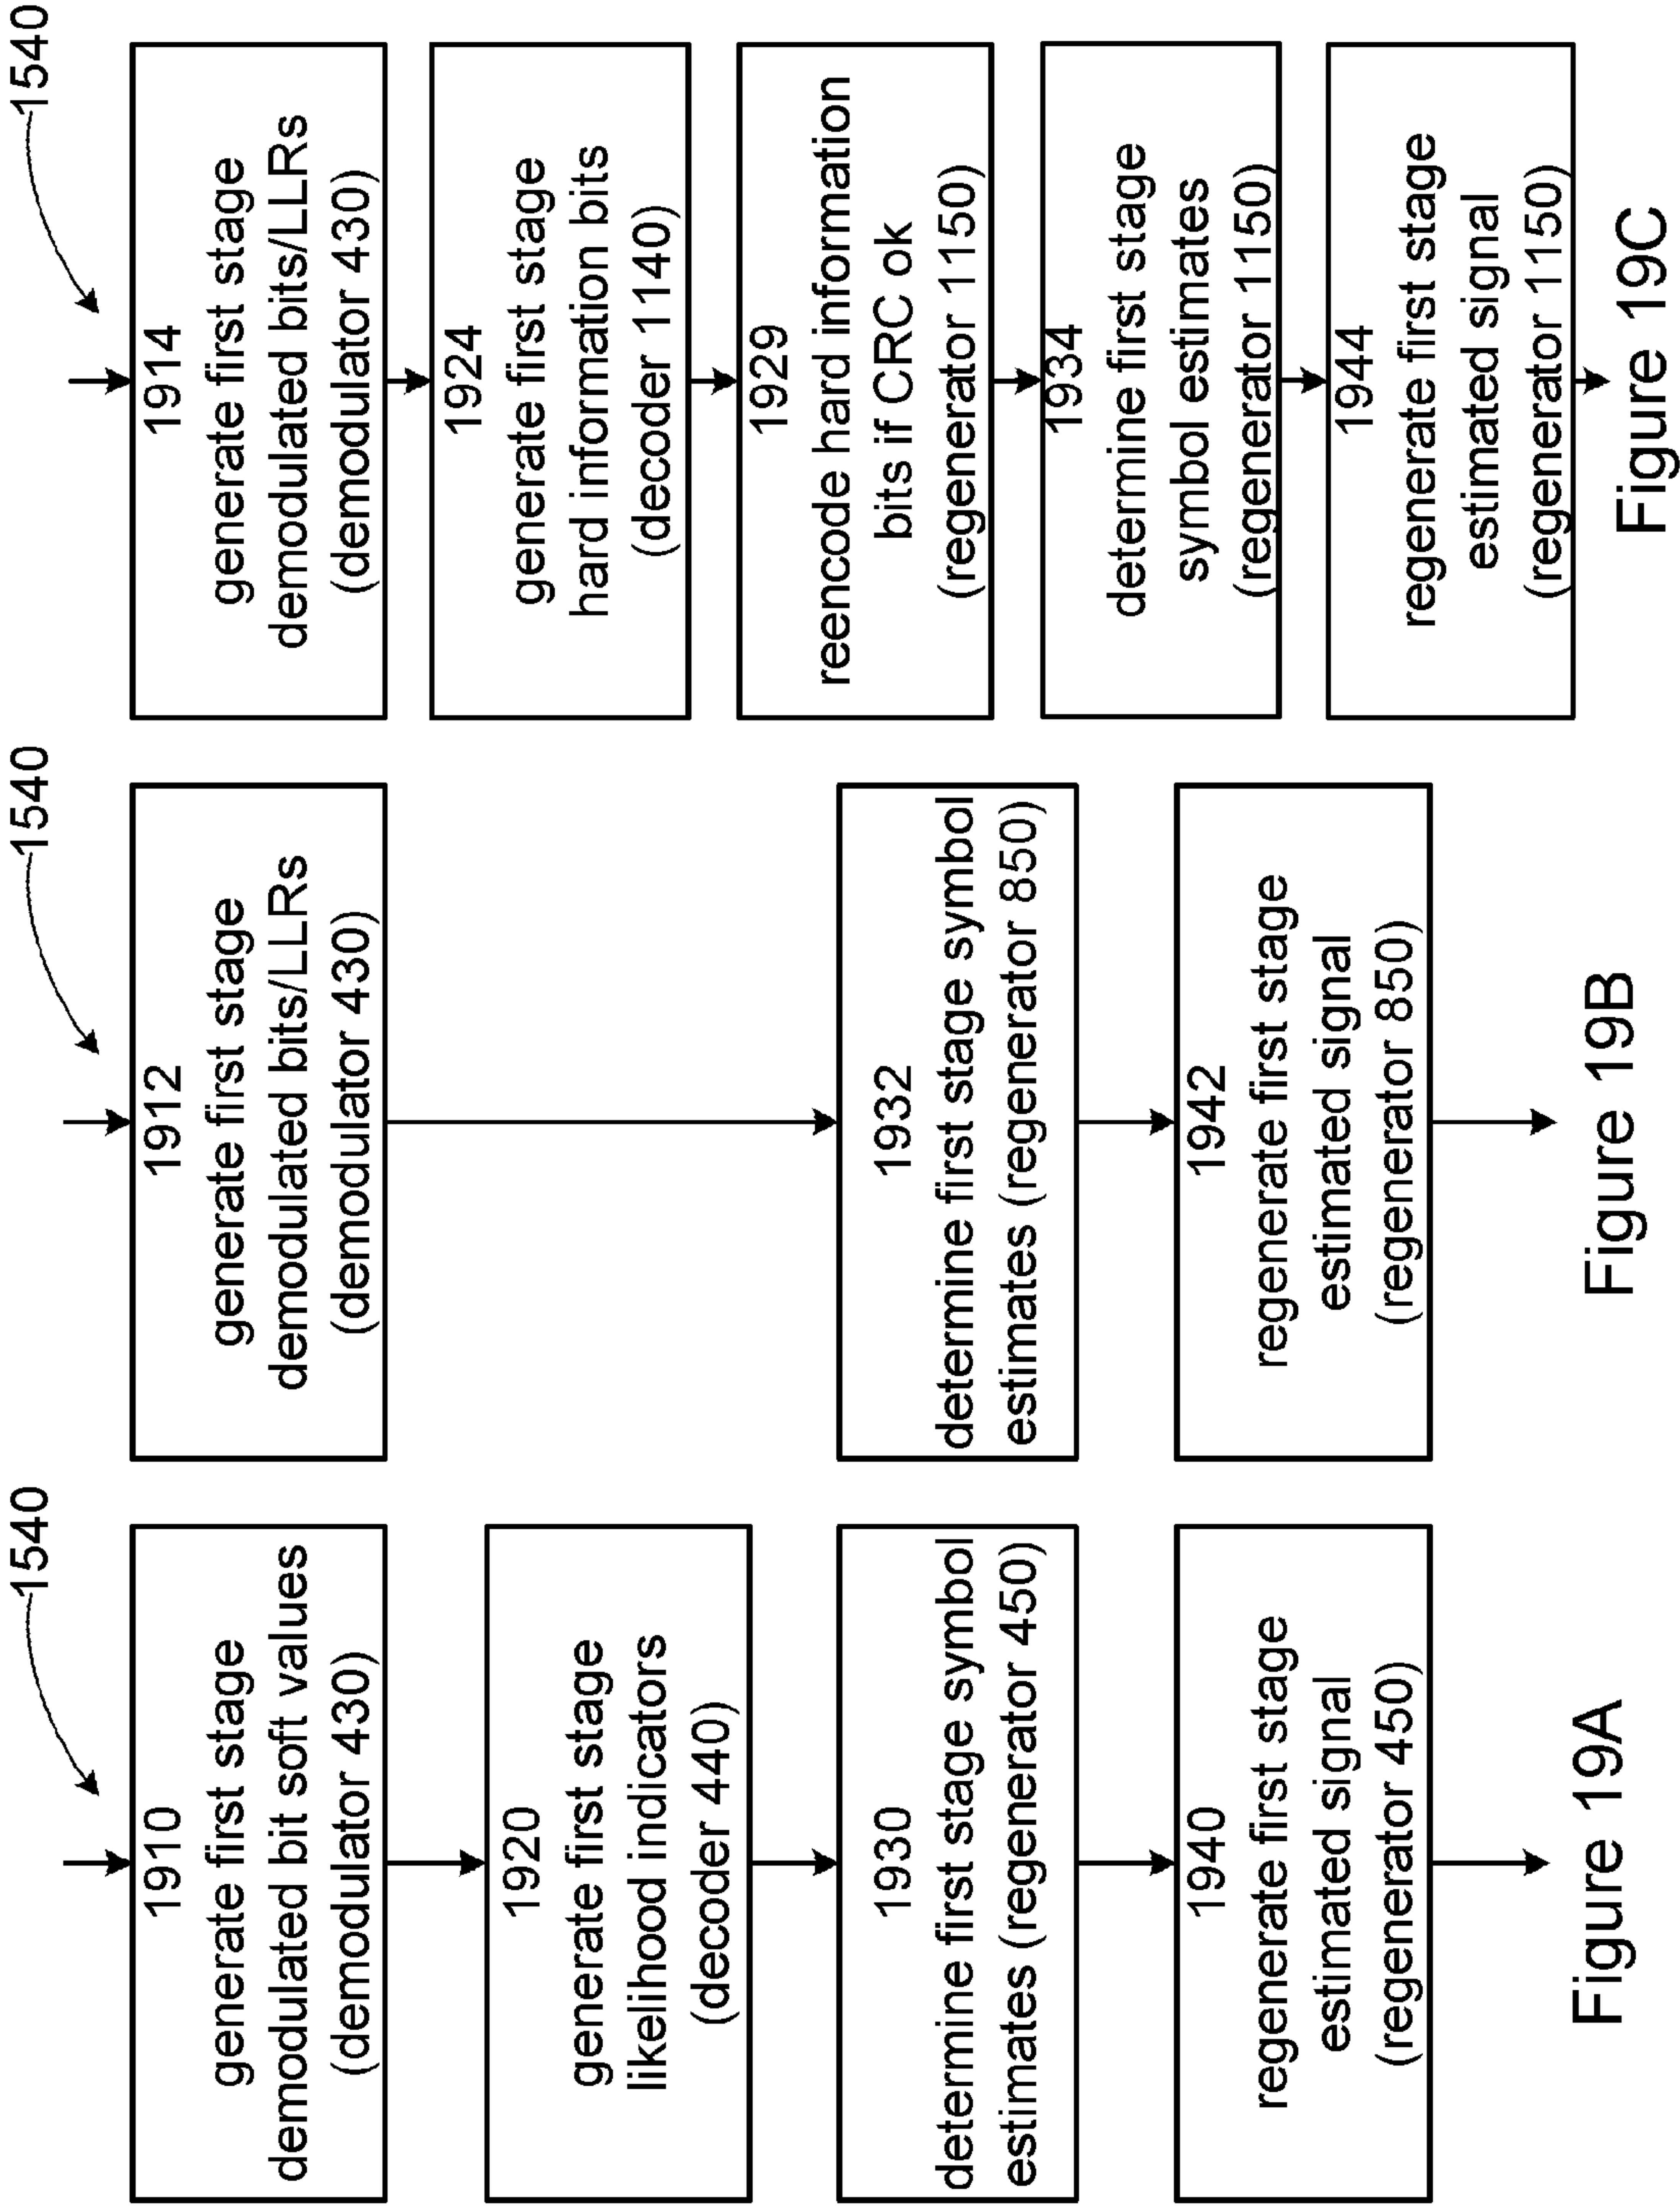 1540
1910
generate first stage
demodulated bit soft values
(demodulator 430)
1920
generate first stage
likelihood indicators
(decoder 440)
1930
determine first stage symbol
estimates (regenerator 450)
1940
regenerate first stage
estimated signal
(regenerator 450)
Figure 19A
1540
1912
generate first stage
demodulated bits/LLRs
(demodulator 430)
1932
determine first stage symbol
estimates (regenerator 850)
1942
regenerate first stage
estimated signal
(regenerator 850)
Figure 19B
1540
1914
generate first stage
demodulated bits/LLRs
(demodulator 430)
1924
generate first stage
hard information bits
(decoder 1140)
1929
reencode hard information
bits if CRC ok
(regenerator 1150)
1934
determine first stage
symbol estimates
(regenerator 1150)
1944
regenerate first stage
estimated signal
(regenerator 1150)
Figure 19C